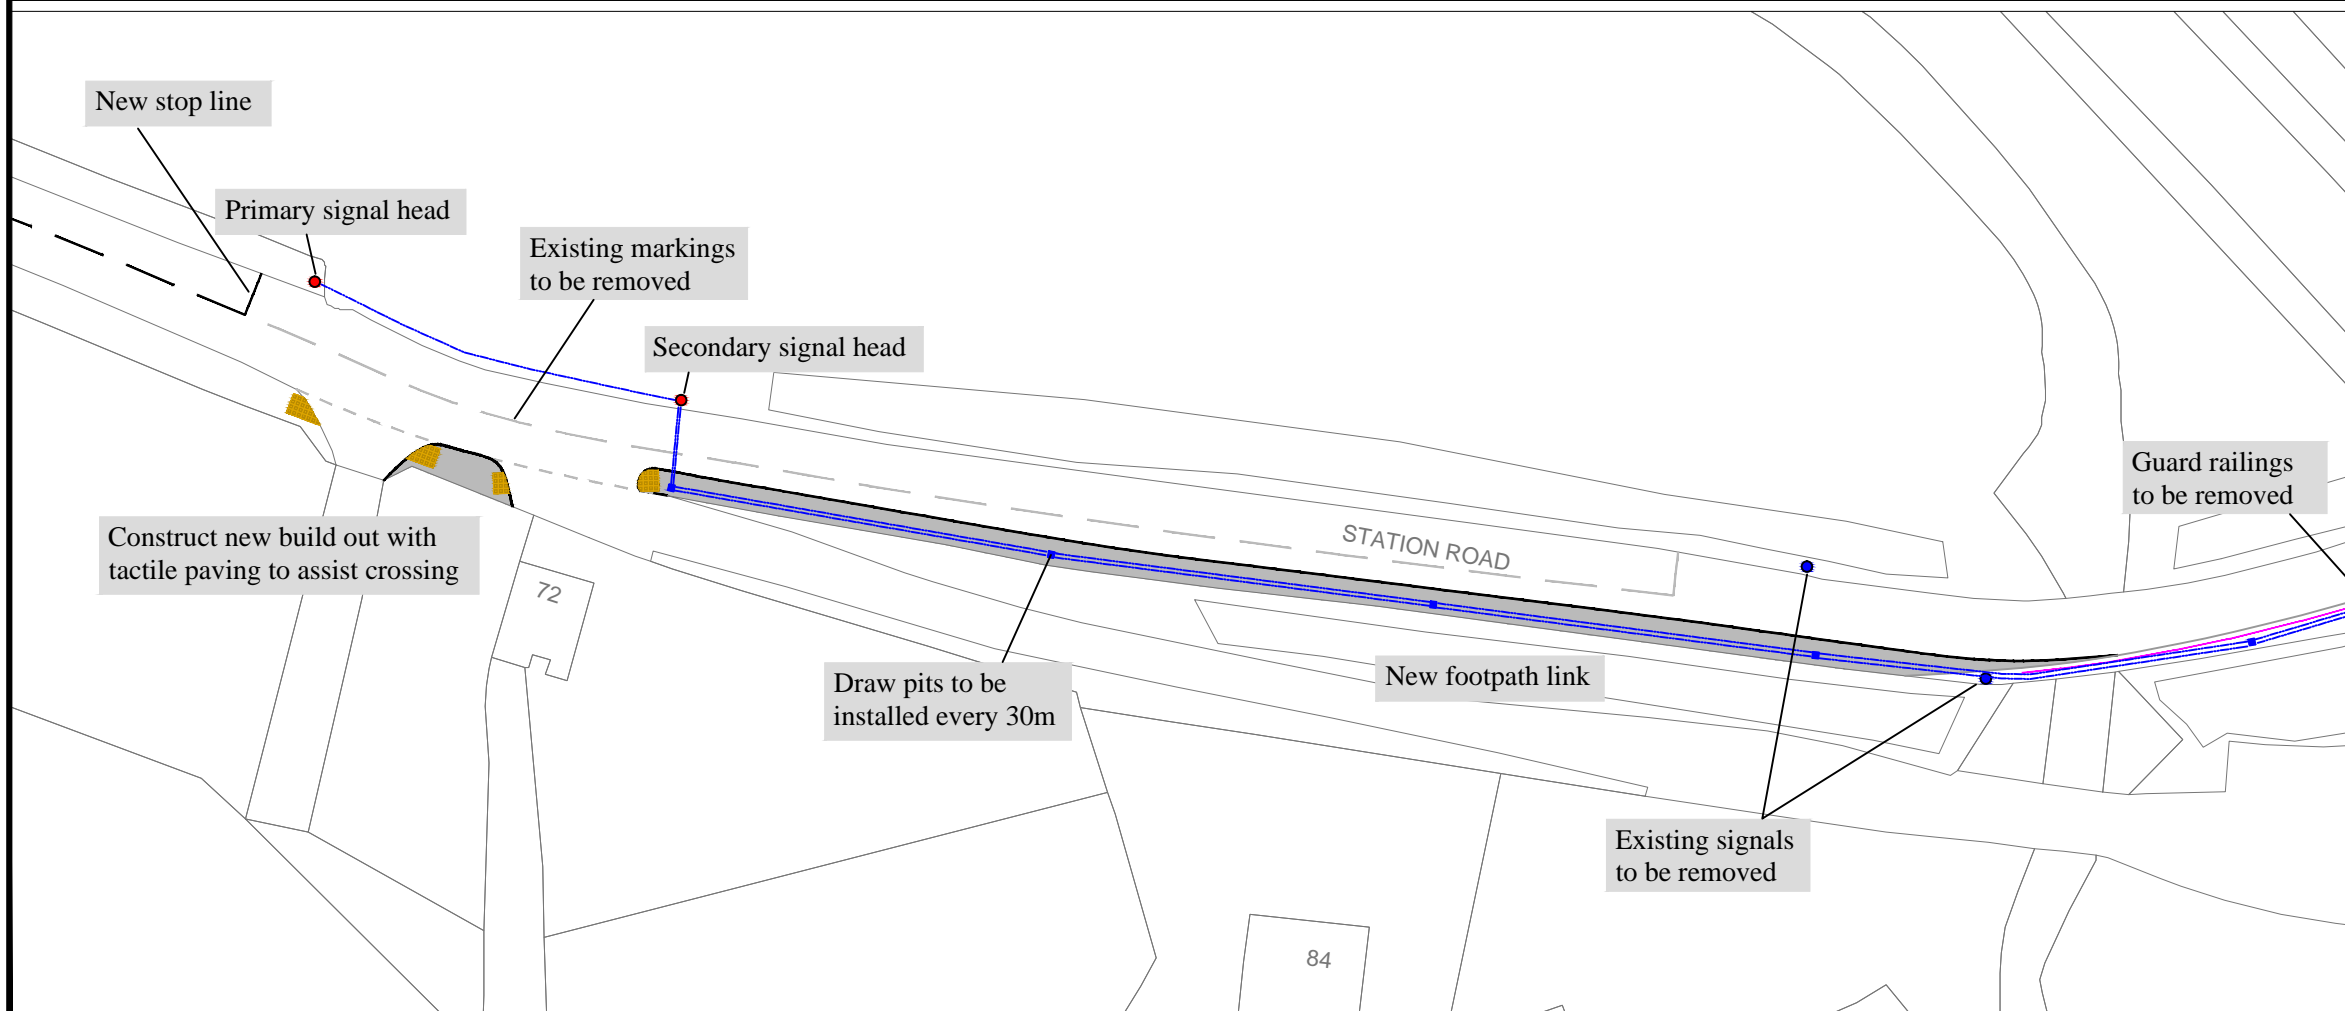 New stop line
Primary signal head
Existing markings
to be removed
Secondary signal head
Guard railings
to be removed
STATION ROAD
Construct new build out with
tactile paving to assist crossing
72
Draw pits to be
installed every 30m
New footpath link
Existing signals
to be removed
84